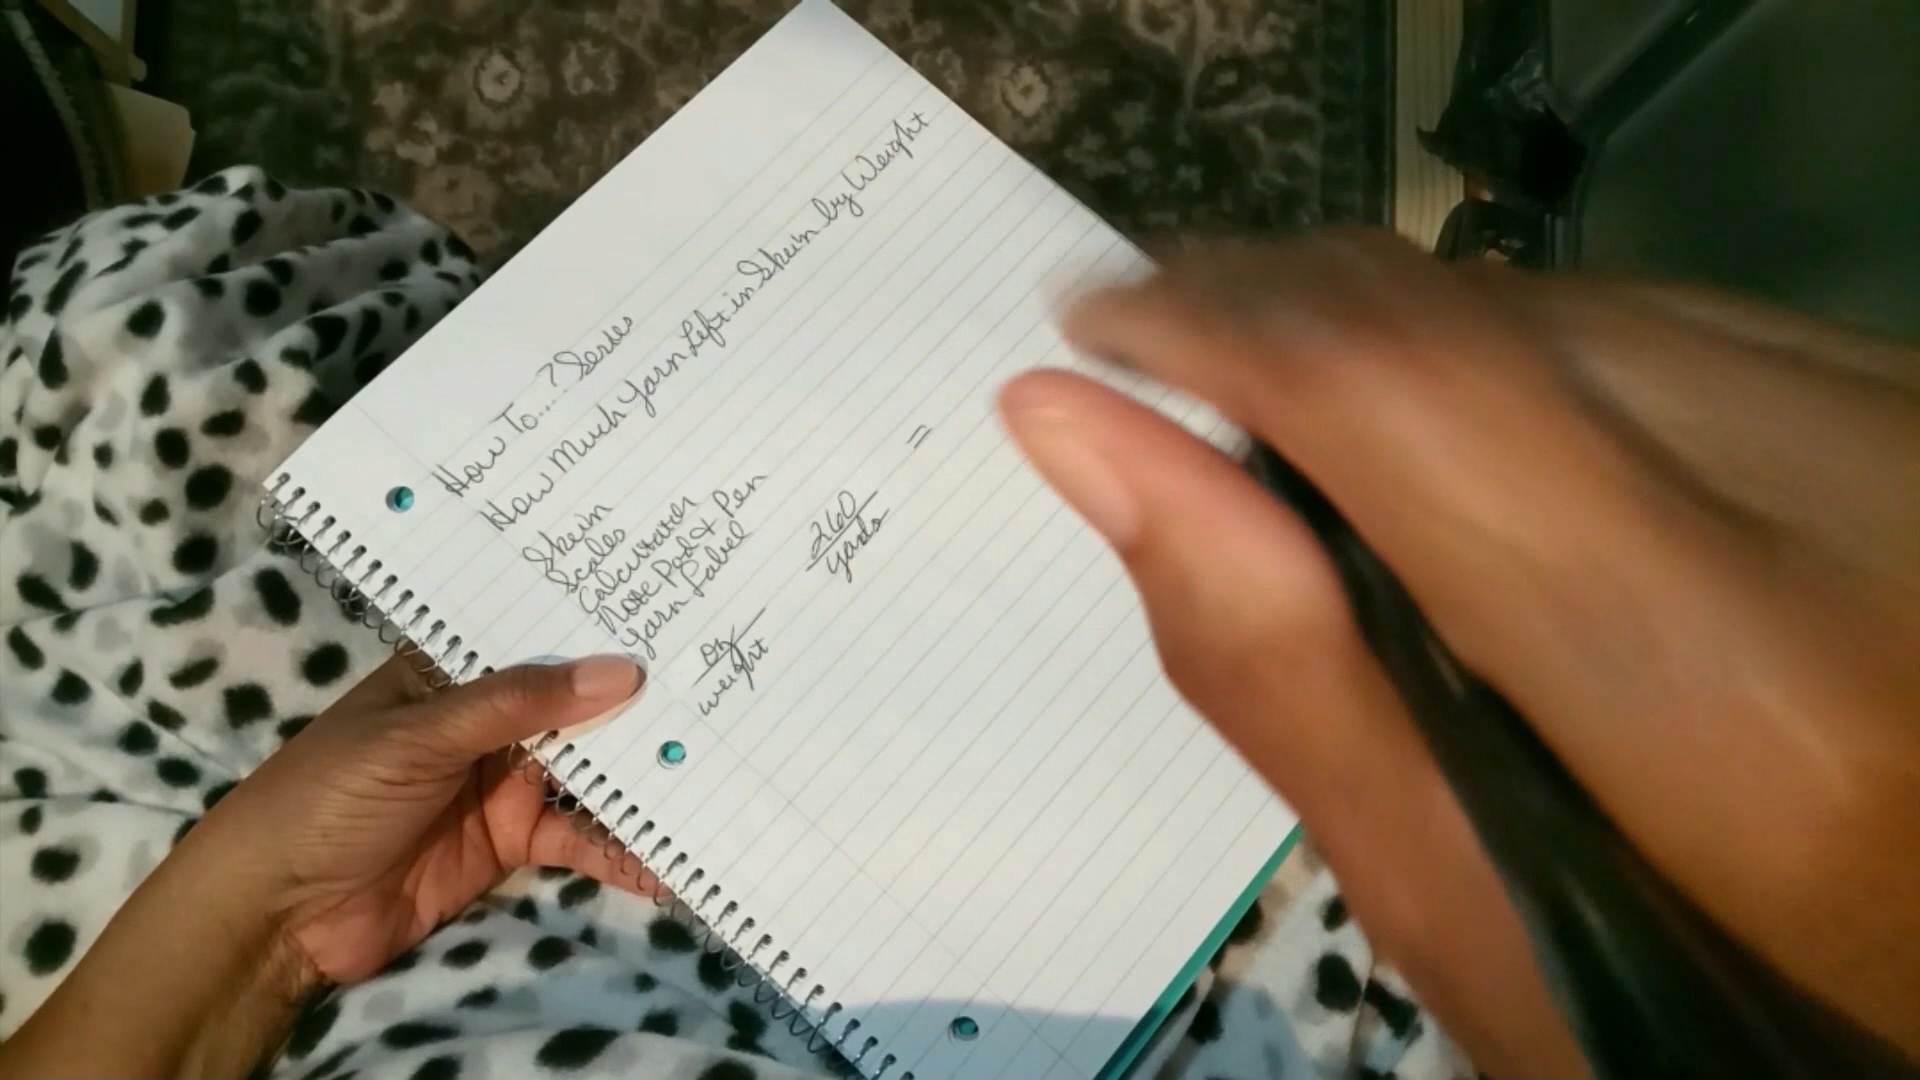 How To...? Series
How Much Yarn Left in Skein by Weight
Skein
Scales
Calculator
Note Pad & Pen
Yarn Label
oz
weight
260
yards
=